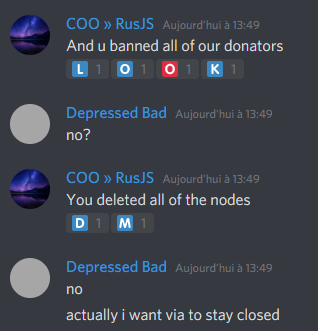 COO » RusJS Aujourd'hui à 13:49
And u banned all of our donators
L 1 O 1 O 1 K 1
Depressed Bad Aujourd'hui à 13:49
no?
COO » RusJS Aujourd'hui à 13:49
You deleted all of the nodes
D 1 M 1
Depressed Bad Aujourd'hui à 13:49
no
actually i want via to stay closed